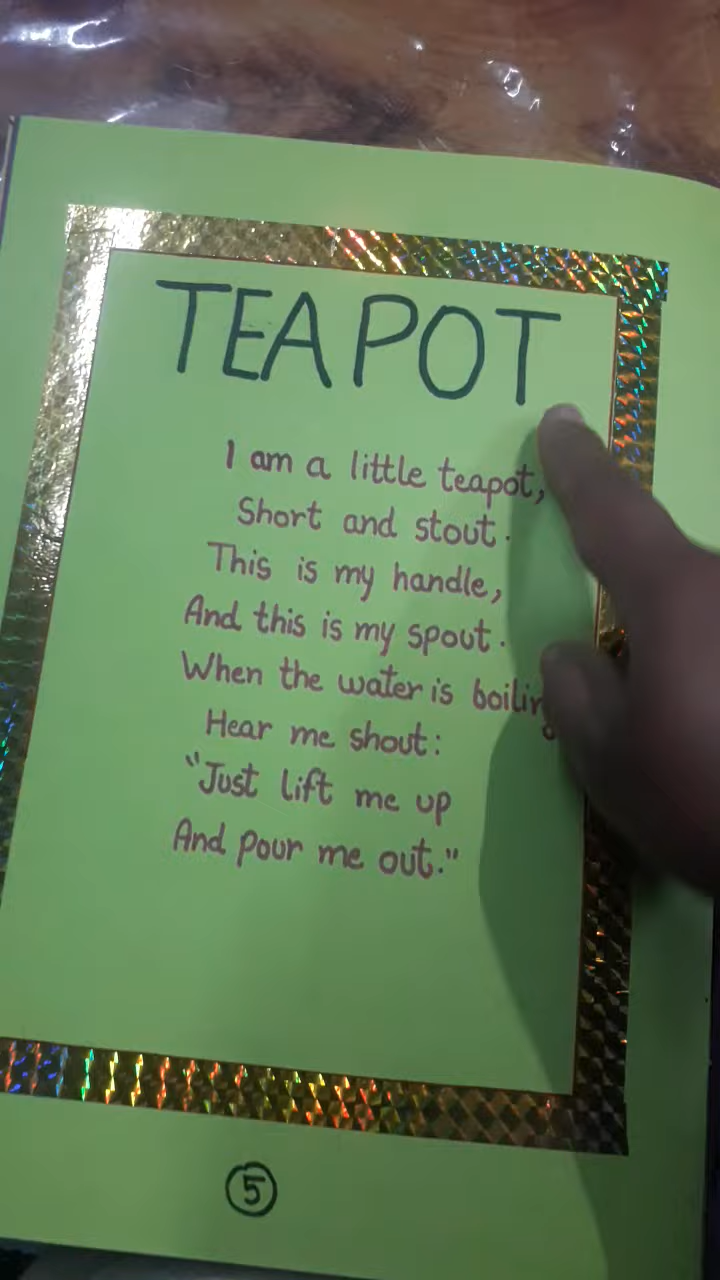 TEAPOT
I am a little teapot,
Short and stout.
This is my handle,
And this is my spout.
When the water is boiling
Hear me shout:
"Just lift me up
And pour me out."
5